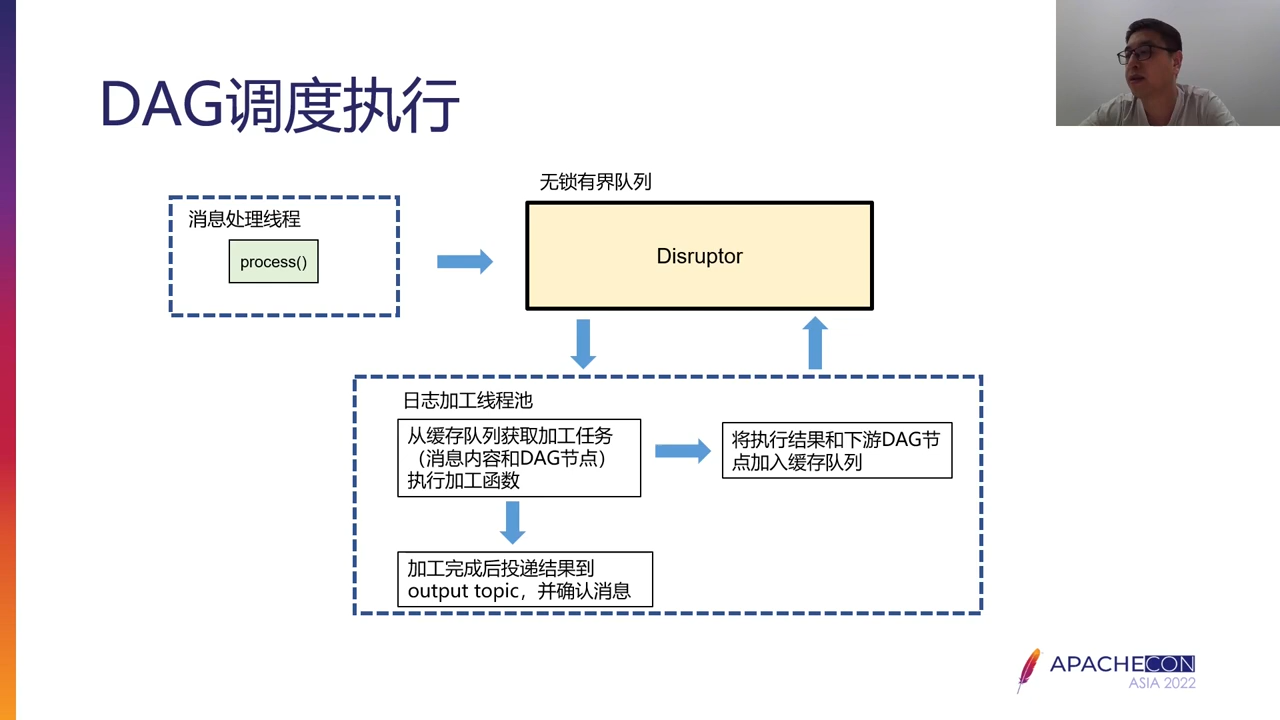 DAG调度执行
无锁有界队列
消息处理线程
process()
Disruptor
日志加工线程池
从缓存队列获取加工任务
（消息内容和DAG节点）
执行加工函数
将执行结果和下游DAG节
点加入缓存队列
加工完成后投递结果到
output topic，并确认消息
APACHECON
ASIA 2022